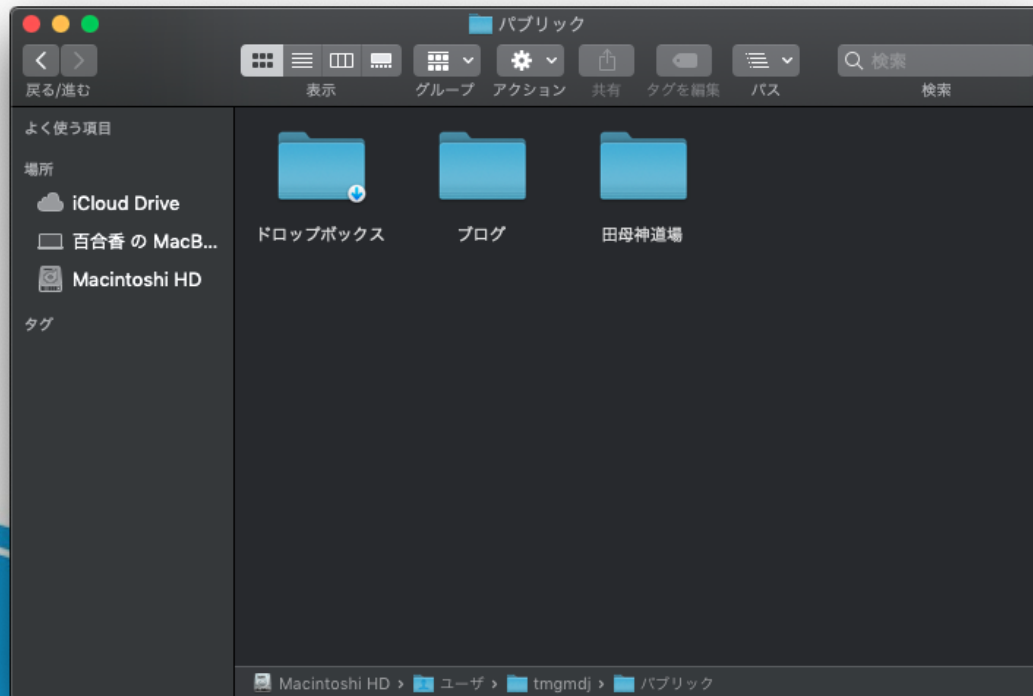 パブリック
戻る/進む
表示
グループ
アクション
共有
タグを編集
パス
検索
検索
よく使う項目
場所
iCloud Drive
百合香 の MacB...
Macintoshi HD
タグ
ドロップボックス
ブログ
田母神道場
Macintoshi HD › ユーザ › tmgmdj › パブリック